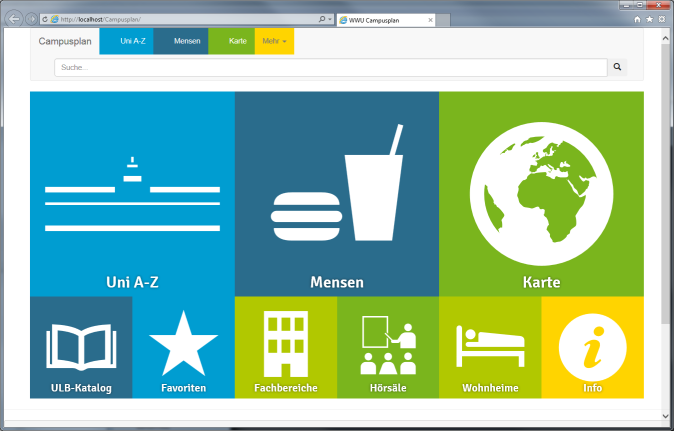 http://localhost/Campusplan/
WWU Campusplan
Campusplan
Uni A-Z
Mensen
Karte
Mehr
Suche...
Uni A-Z
Mensen
Karte
ULB-Katalog
Favoriten
Fachbereiche
Hörsäle
Wohnheime
Info